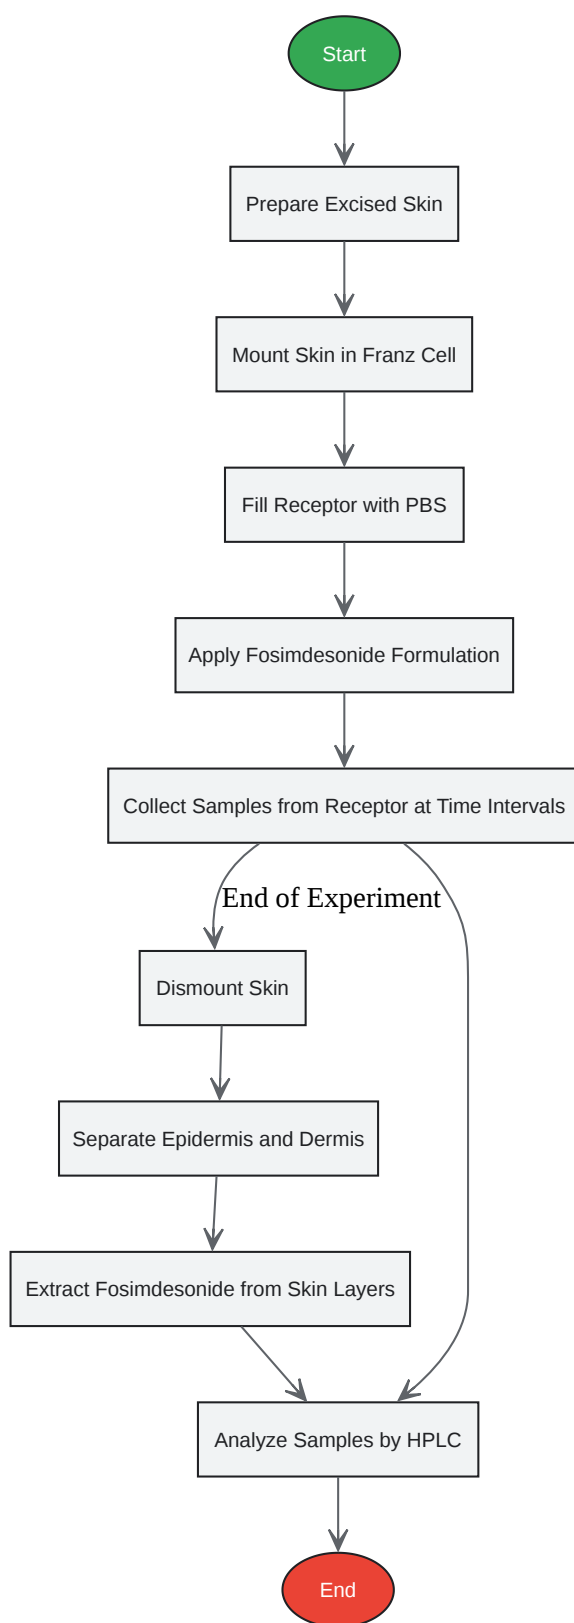 Start
Prepare Excised Skin
Mount Skin in Franz Cell
Fill Receptor with PBS
Apply Fosimdesonide Formulation
Collect Samples from Receptor at Time Intervals
End of Experiment
Dismount Skin
Separate Epidermis and Dermis
Extract Fosimdesonide from Skin Layers
Analyze Samples by HPLC
End